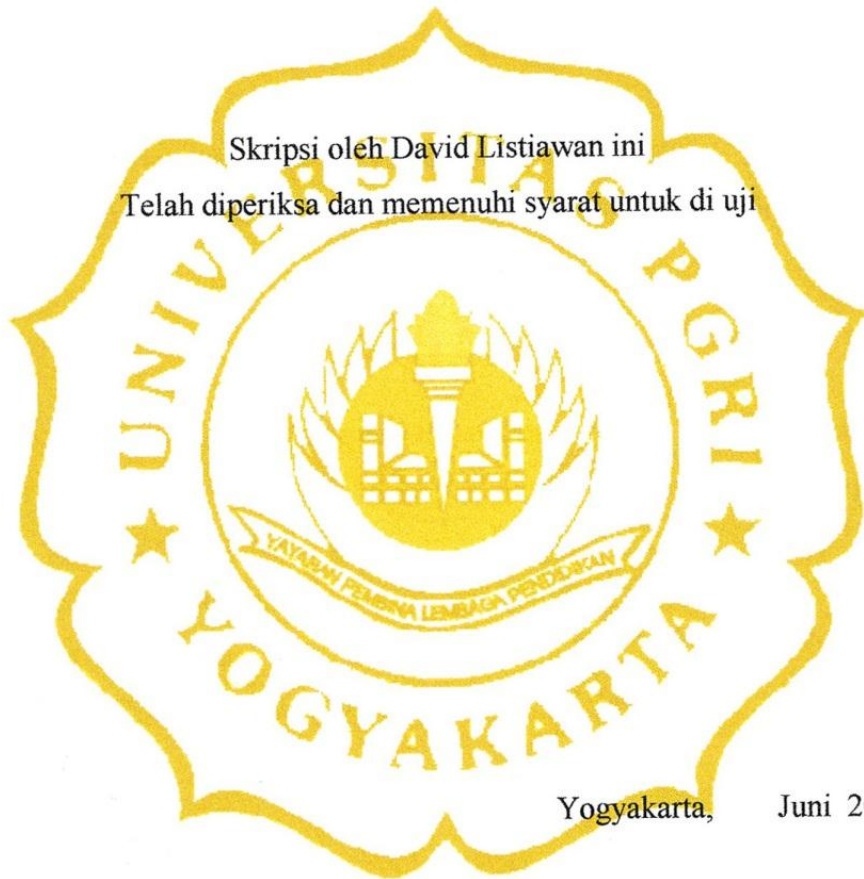 Skripsi oleh David Listiawan ini
Telah diperiksa dan memenuhi syarat untuk di uji
UNIVERSITAS PGRI
YAYASAN PEMBINA LEMBAGA PENDIDIKAN
YOGYAKARTA
Yogyakarta, Juni 2